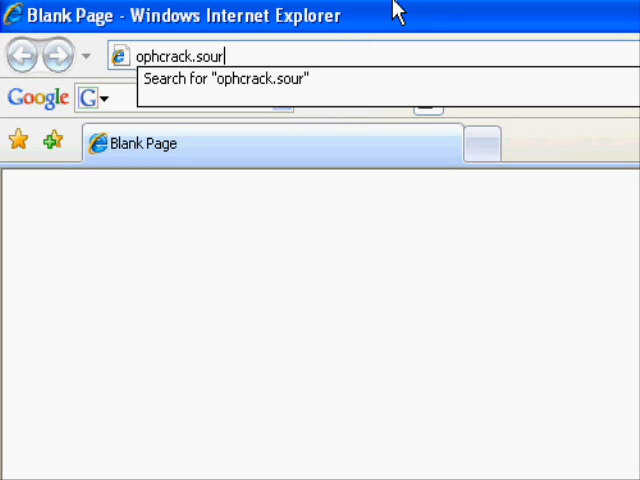 Blank Page - Windows Internet Explorer
ophcrack.sour
Search for "ophcrack.sour"
Google G
Blank Page